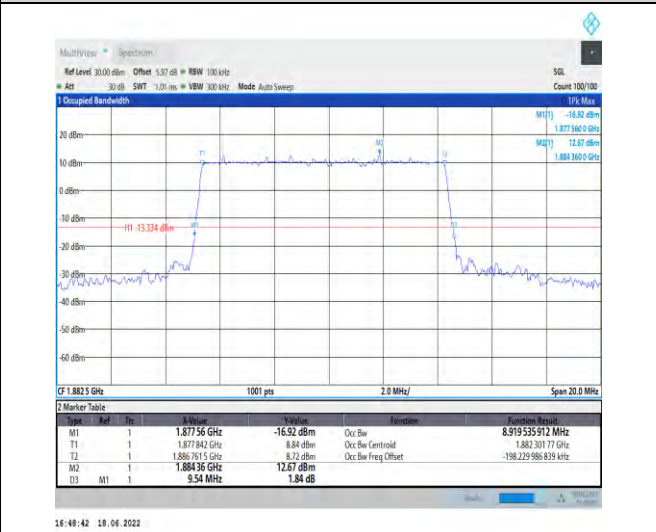 MultiView Spectrum
Ref Level 30.00 dBm Offset 5.97 dB RBW 100 kHz SGL
Att 30 dB SWT 1.01 ms VBW 300 kHz Mode Auto Sweep Count 100/100
1 Occupied Bandwidth 1Pk Max
M1[1] -16.92 dBm
1.877 560 0 GHz
M2[1] 12.67 dBm
1.884 360 0 GHz
20 dBm
T1 M2 T2
10 dBm
0 dBm
-10 dBm
H1 -13.334 dBm M1 D3
-20 dBm
-30 dBm
-40 dBm
-50 dBm
-60 dBm
CF 1.882 5 GHz 1001 pts 2.0 MHz/ Span 20.0 MHz
2 Marker Table
Type Ref Trc X-Value Y-Value Function Function Result
M1 1 1.877 56 GHz -16.92 dBm Occ Bw 8.919 535 912 MHz
T1 1 1.877 842 GHz 8.84 dBm Occ Bw Centroid 1.882 301 77 GHz
T2 1 1.886 761 5 GHz 8.72 dBm Occ Bw Freq Offset -198.229 986 839 kHz
M2 1 1.884 36 GHz 12.67 dBm
D3 M1 1 9.54 MHz 1.84 dB
16:48:42 18.06.2022